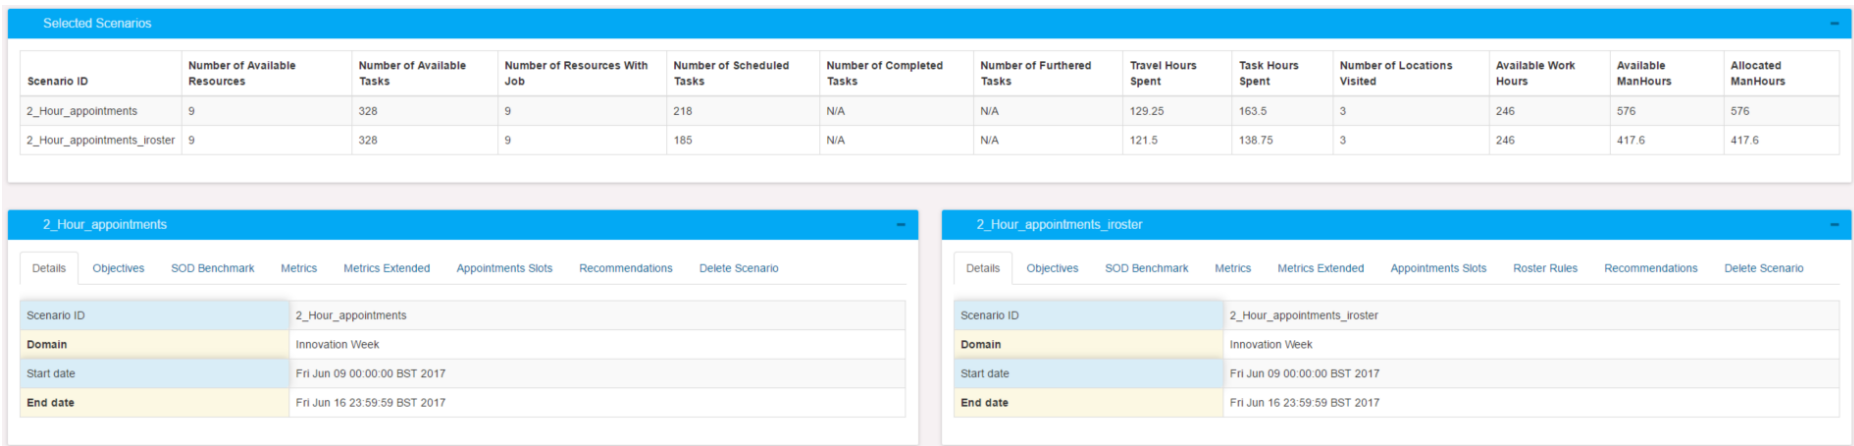 Selected Scenarios
Scenario ID Number of Available Resources Number of Available Tasks Number of Resources With Job Number of Scheduled Tasks Number of Completed Tasks Number of Furthered Tasks Travel Hours Spent Task Hours Spent Number of Locations Visited Available Work Hours Available ManHours Allocated ManHours
2_Hour_appointments 9 328 9 218 N/A N/A 129.25 163.5 3 246 576 576
2_Hour_appointments_iroster 9 328 9 185 N/A N/A 121.5 138.75 3 246 417.6 417.6
2_Hour_appointments
Details Objectives SOD Benchmark Metrics Metrics Extended Appointments Slots Recommendations Delete Scenario
Scenario ID 2_Hour_appointments
Domain Innovation Week
Start date Fri Jun 09 00:00:00 BST 2017
End date Fri Jun 16 23:59:59 BST 2017
2_Hour_appointments_iroster
Details Objectives SOD Benchmark Metrics Metrics Extended Appointments Slots Roster Rules Recommendations Delete Scenario
Scenario ID 2_Hour_appointments_iroster
Domain Innovation Week
Start date Fri Jun 09 00:00:00 BST 2017
End date Fri Jun 16 23:59:59 BST 2017